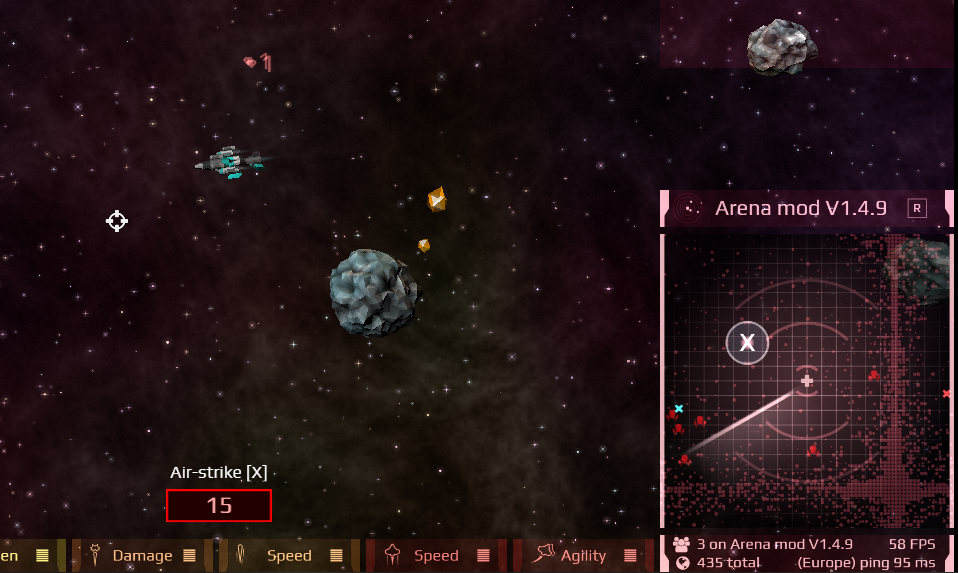 1
Arena mod V1.4.9 R
X
Air-strike [X]
15
en Damage Speed Speed Agility
3 on Arena mod V1.4.9 58 FPS
435 total (Europe) ping 95 ms